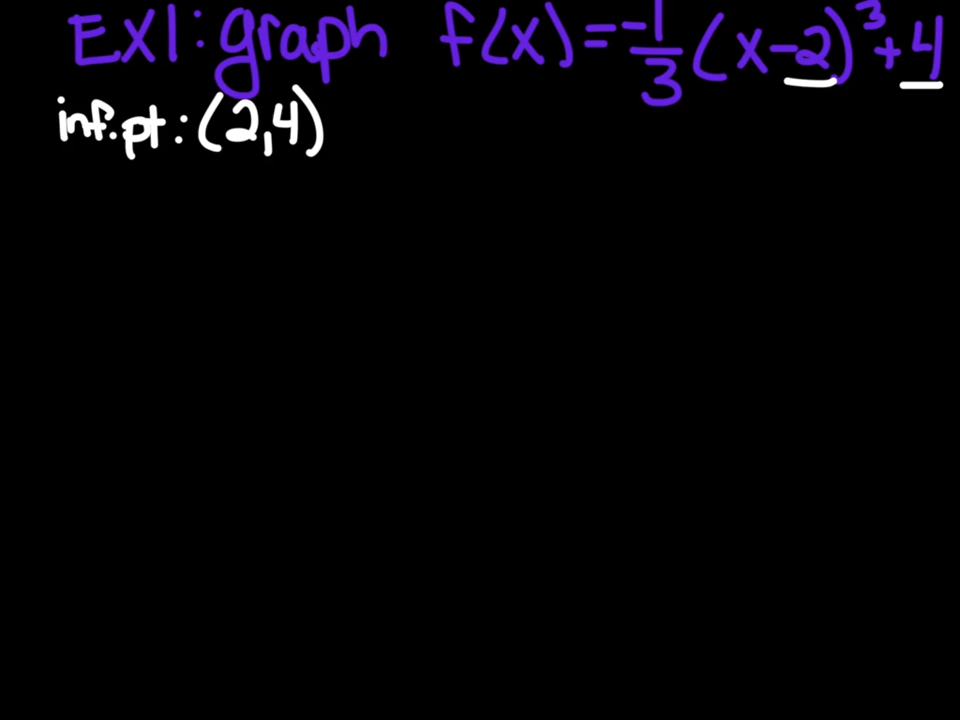 EX1: graph f(x) = -1/3 (x-2)³+4
inf.pt: (2,4)